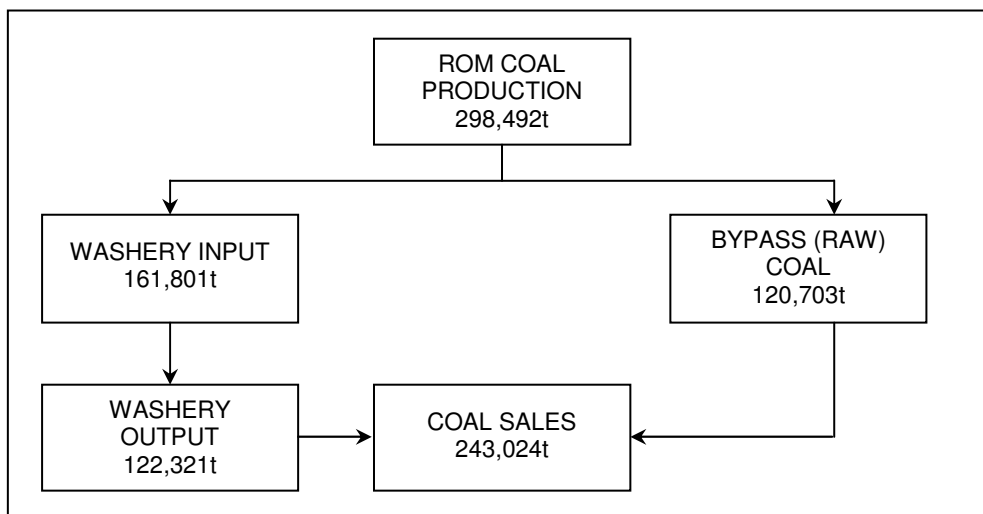 ROM COAL
PRODUCTION
298,492t
WASHERY INPUT
161,801t
BYPASS (RAW)
COAL
120,703t
WASHERY
OUTPUT
122,321t
COAL SALES
243,024t